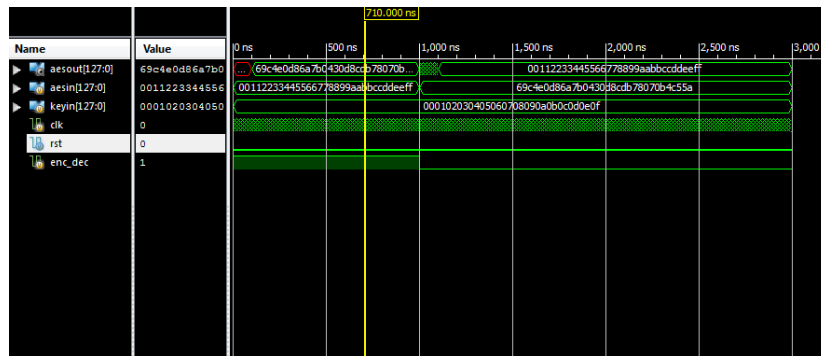 710.000 ns
Name Value 0 ns 500 ns 1,000 ns 1,500 ns 2,000 ns 2,500 ns 3,000
aesout[127:0] 69c4e0d86a7b0 ... 69c4e0d86a7b0430d8cdb78070b... 00112233445566778899aabbccddeeff
aesin[127:0] 0011223344556 00112233445566778899aabbccddeeff 69c4e0d86a7b0430d8cdb78070b4c55a
keyin[127:0] 0001020304050 000102030405060708090a0b0c0d0e0f
clk 0
rst 0
enc_dec 1